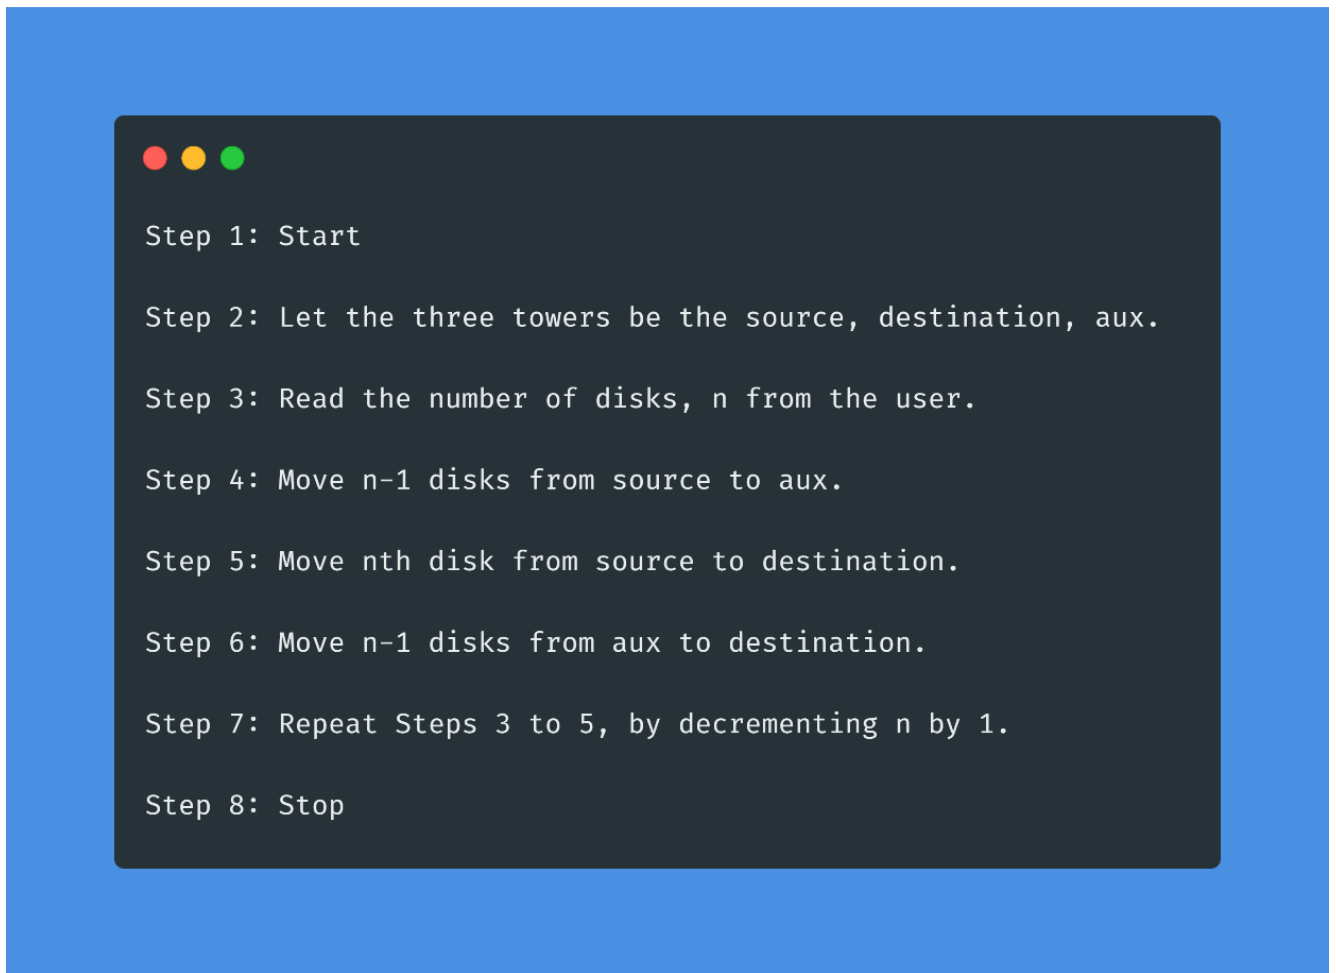 Step 1: Start
Step 2: Let the three towers be the source, destination, aux.
Step 3: Read the number of disks, n from the user.
Step 4: Move n-1 disks from source to aux.
Step 5: Move nth disk from source to destination.
Step 6: Move n-1 disks from aux to destination.
Step 7: Repeat Steps 3 to 5, by decrementing n by 1.
Step 8: Stop